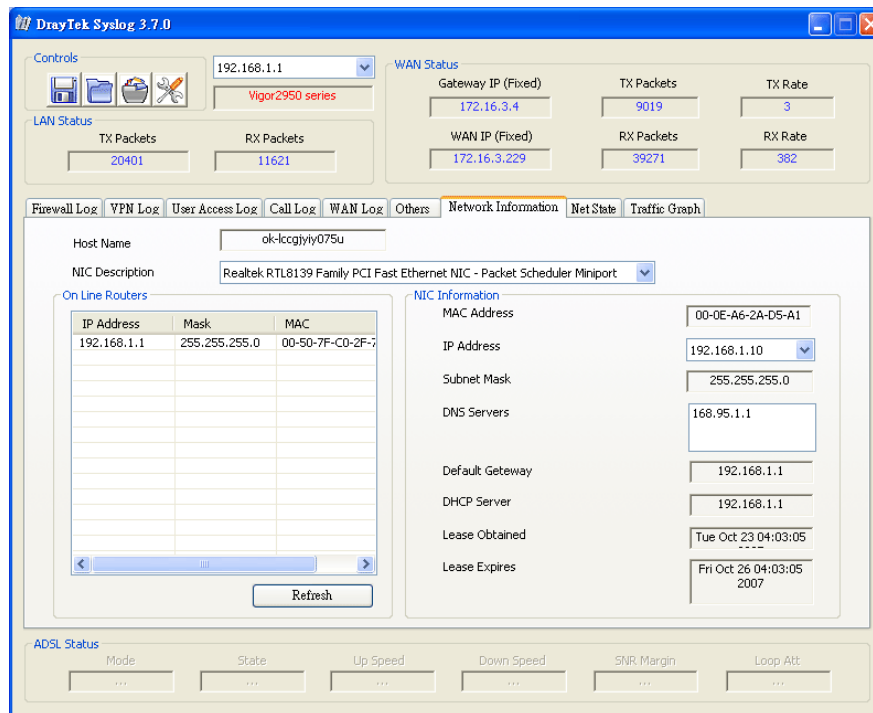 DrayTek Syslog 3.7.0
Controls
192.168.1.1
Vigor2950 series
WAN Status
Gateway IP (Fixed)
TX Packets
TX Rate
172.16.3.4
9019
3
WAN IP (Fixed)
RX Packets
RX Rate
172.16.3.229
39271
382
LAN Status
TX Packets
RX Packets
20401
11621
Firewall Log
VPN Log
User Access Log
Call Log
WAN Log
Others
Network Information
Net State
Traffic Graph
Host Name
ok-lccgjyiy075u
NIC Description
Realtek RTL8139 Family PCI Fast Ethernet NIC - Packet Scheduler Miniport
On Line Routers
IP Address
Mask
MAC
192.168.1.1
255.255.255.0
00-50-7F-C0-2F-7
Refresh
NIC Information
MAC Address
00-0E-A6-2A-D5-A1
IP Address
192.168.1.10
Subnet Mask
255.255.255.0
DNS Servers
168.95.1.1
Default Geteway
192.168.1.1
DHCP Server
192.168.1.1
Lease Obtained
Tue Oct 23 04:03:05
Lease Expires
Fri Oct 26 04:03:05
2007
ADSL Status
Mode
State
Up Speed
Down Speed
SNR Margin
Loop Att
...
...
...
...
...
...